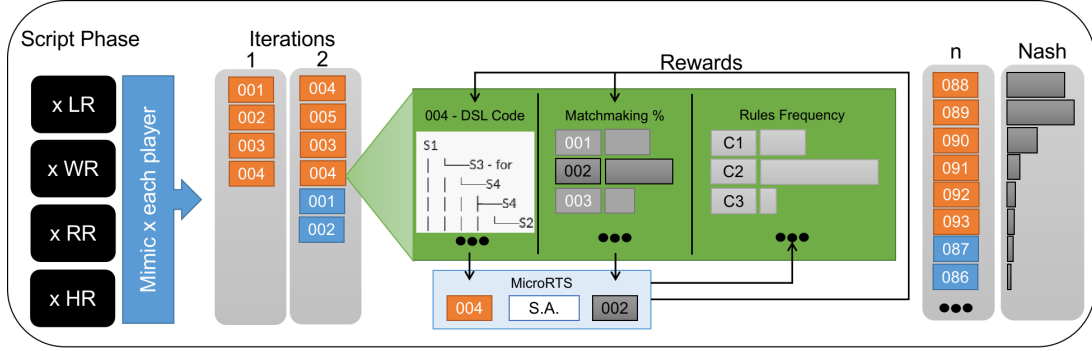 Script Phase
x LR
x WR
x RR
x HR
Mimic x each player
Iterations
1
2
001
002
003
004
004
005
003
004
001
002
Rewards
004 - DSL Code
S1
S3 - for
S4
S4
S2
Matchmaking %
001
002
003
Rules Frequency
C1
C2
C3
MicroRTS
004
S.A.
002
n
088
089
090
091
092
093
087
086
Nash